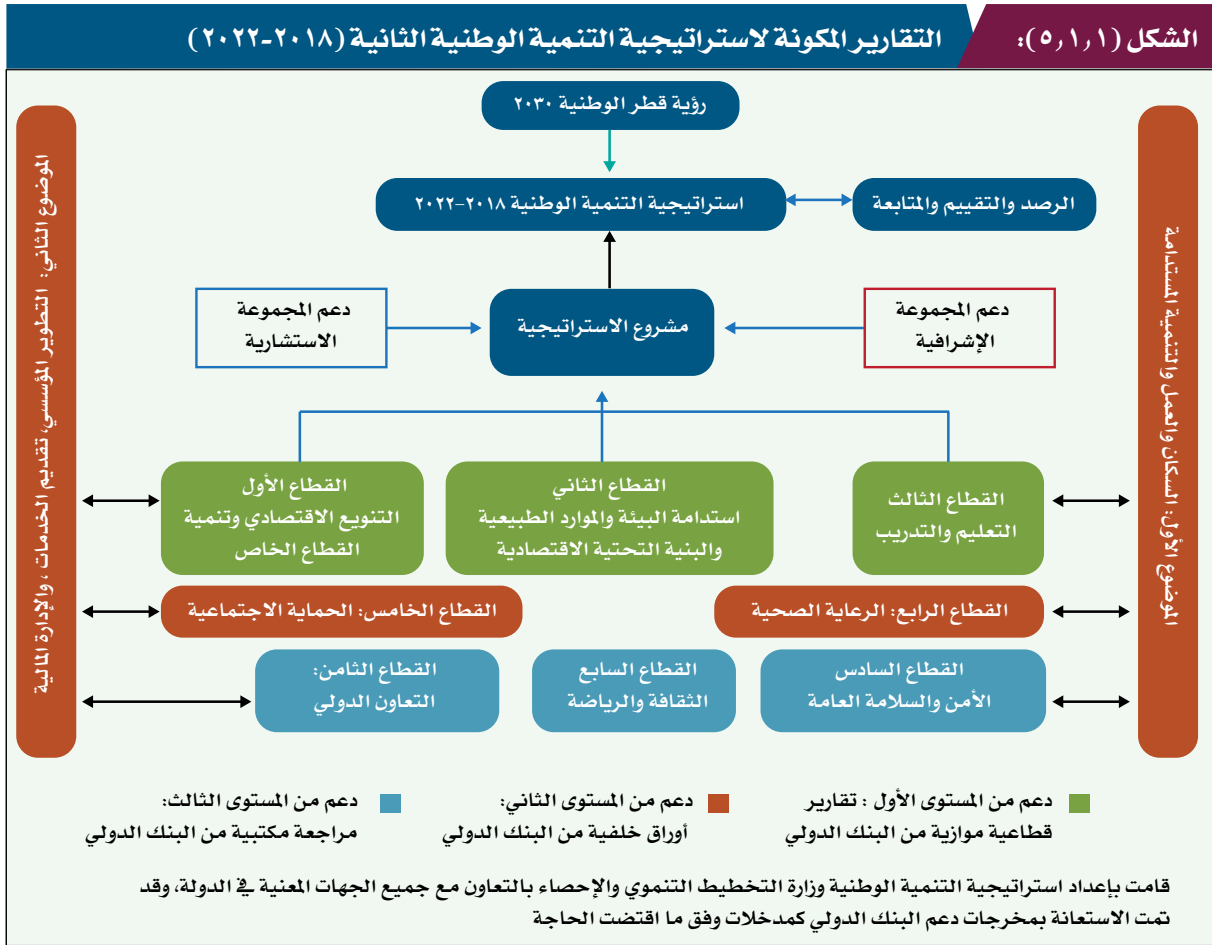 الشكل (٥,١,١):
التقارير المكونة لاستراتيجية التنمية الوطنية الثانية (٢٠١٨-٢٠٢٢)
رؤية قطر الوطنية ٢٠٣٠
الرصد والتقييم والمتابعة
استراتيجية التنمية الوطنية ٢٠١٨-٢٠٢٢
دعم المجموعة
الإشرافية
مشروع الاستراتيجية
دعم المجموعة
الاستشارية
الموضوع الأول: السكان والعمل والتنمية المستدامة
القطاع الثالث
التعليم والتدريب
القطاع الثاني
استدامة البيئة والموارد الطبيعية
والبنية التحتية الاقتصادية
القطاع الأول
التنويع الاقتصادي وتنمية
القطاع الخاص
القطاع الرابع: الرعاية الصحية
القطاع الخامس: الحماية الاجتماعية
القطاع السادس
الأمن والسلامة العامة
القطاع السابع
الثقافة والرياضة
القطاع الثامن:
التعاون الدولي
الموضوع الثاني: التطوير المؤسسي، تقديم الخدمات ، والإدارة المالية
دعم من المستوى الأول : تقارير
قطاعية موازية من البنك الدولي
دعم من المستوى الثاني:
أوراق خلفية من البنك الدولي
دعم من المستوى الثالث:
مراجعة مكتبية من البنك الدولي
قامت بإعداد استراتيجية التنمية الوطنية وزارة التخطيط التنموي والإحصاء بالتعاون مع جميع الجهات المعنية في الدولة، وقد
تمت الاستعانة بمخرجات دعم البنك الدولي كمدخلات وفق ما اقتضت الحاجة